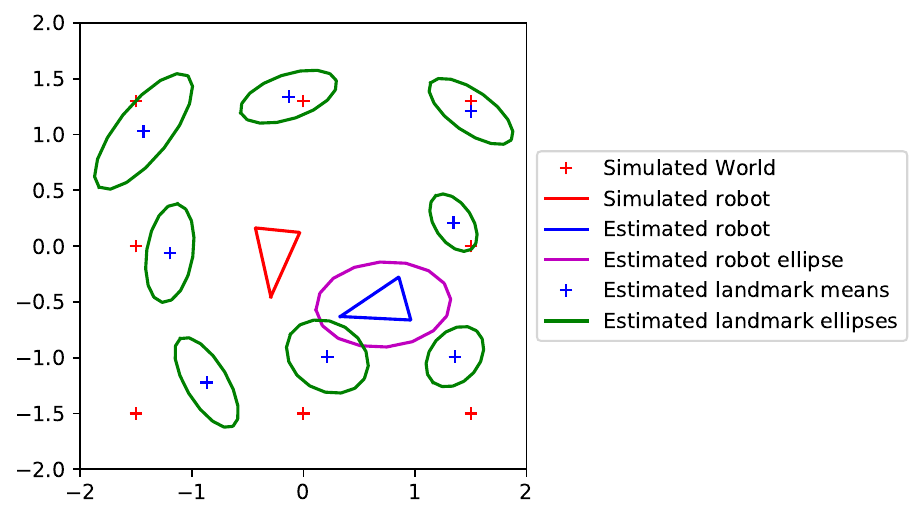 2.0
1.5
1.0
0.5
0.0
−0.5
−1.0
−1.5
−2.0
−2 −1 0 1 2
Simulated World
Simulated robot
Estimated robot
Estimated robot ellipse
Estimated landmark means
Estimated landmark ellipses